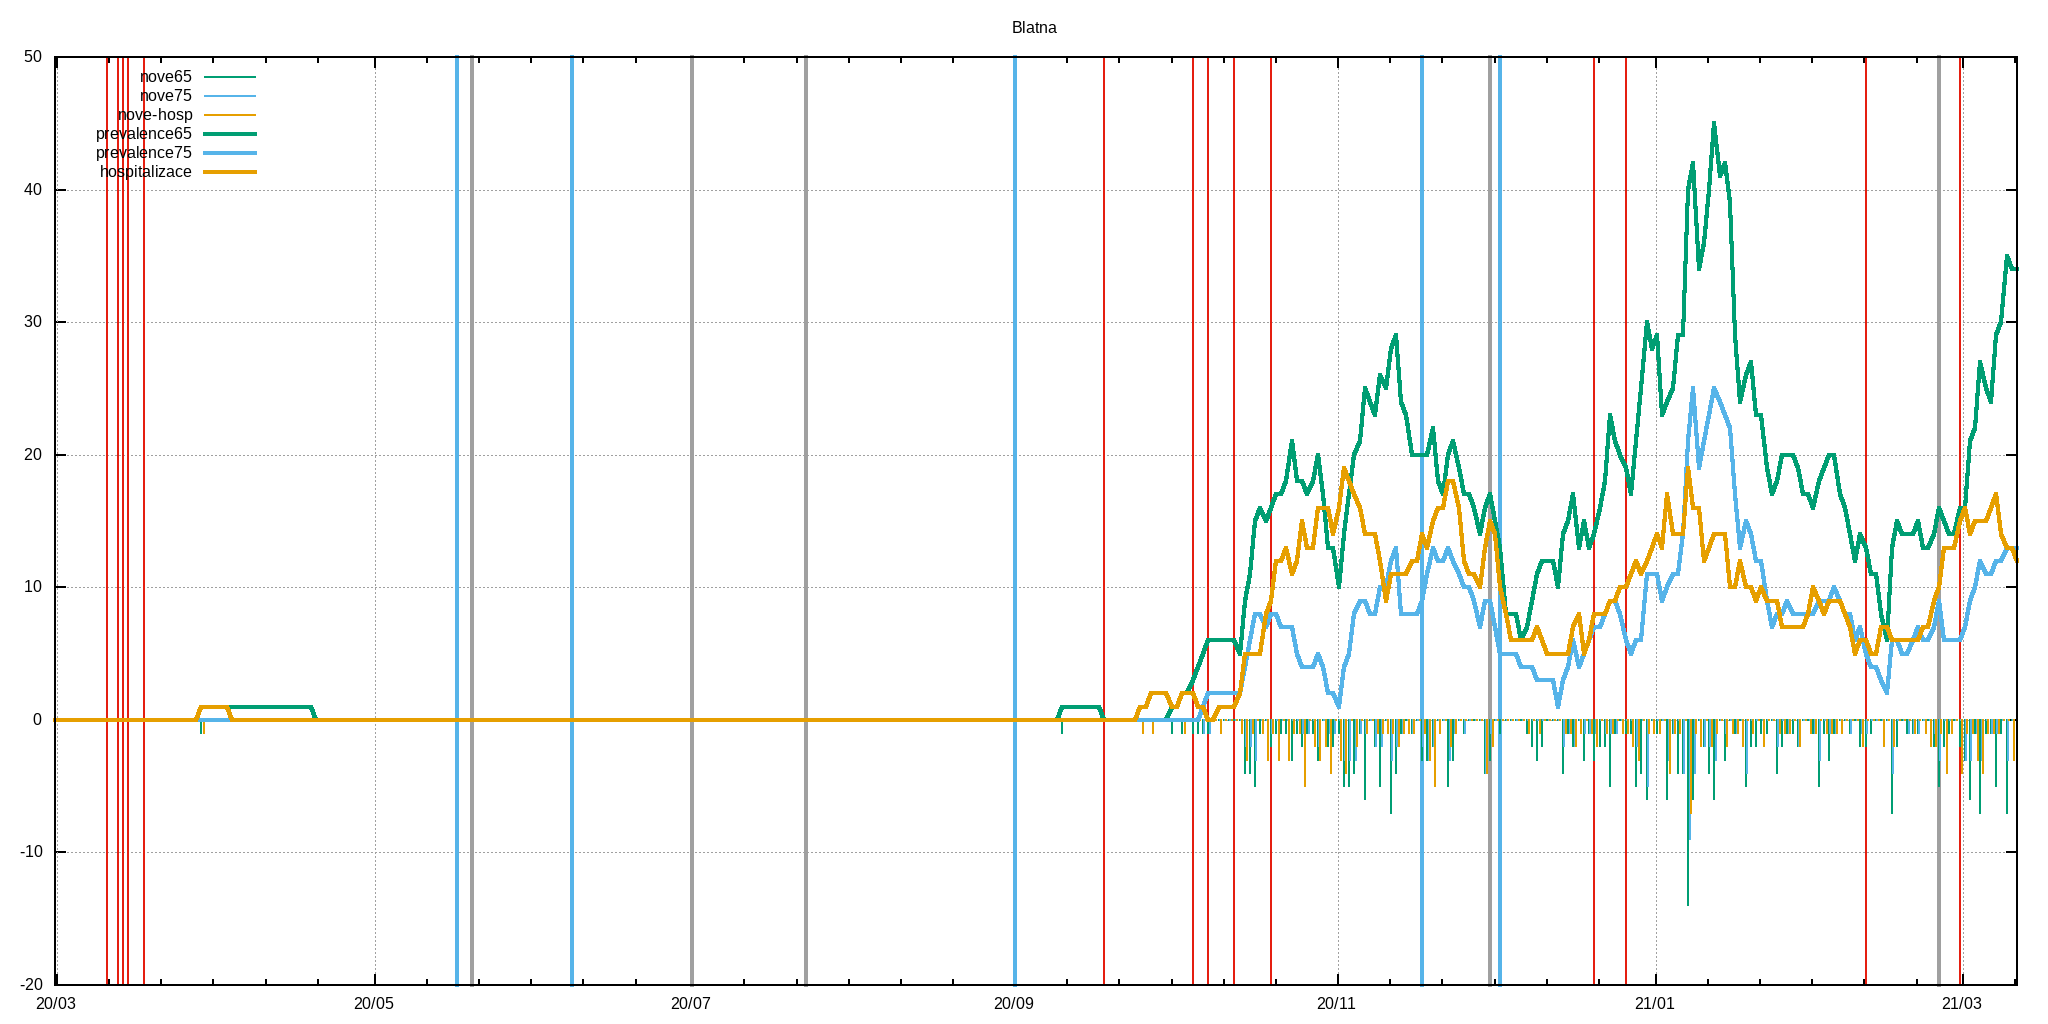 Blatna
50
nove65
nove75
nove-hosp
prevalence65
prevalence75
hospitalizace
40
30
20
10
0
-10
-20
20/03 20/05 20/07 20/09 20/11 21/01 21/03